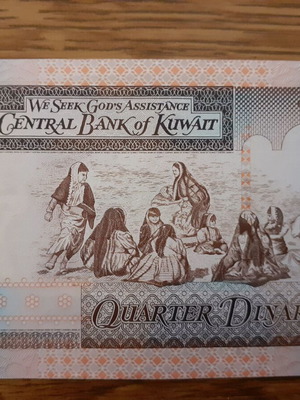 WE SEEK GOD'S ASSISTANCE
CENTRAL BANK of KUWAIT
QUARTER DINAR